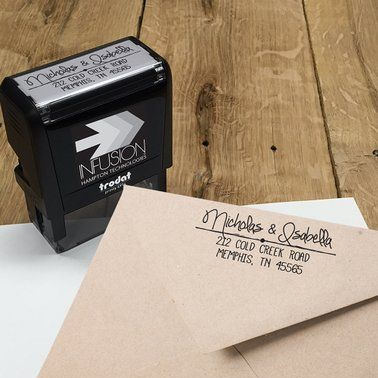 Nicholas & Isabella
212 COLD CREEK ROAD
MEMPHIS, TN 45565
INFUSION
HAMPTON TECHNOLOGIES
trodat
Nicholas & Isabella
212 COLD CREEK ROAD
MEMPHIS, TN 45565